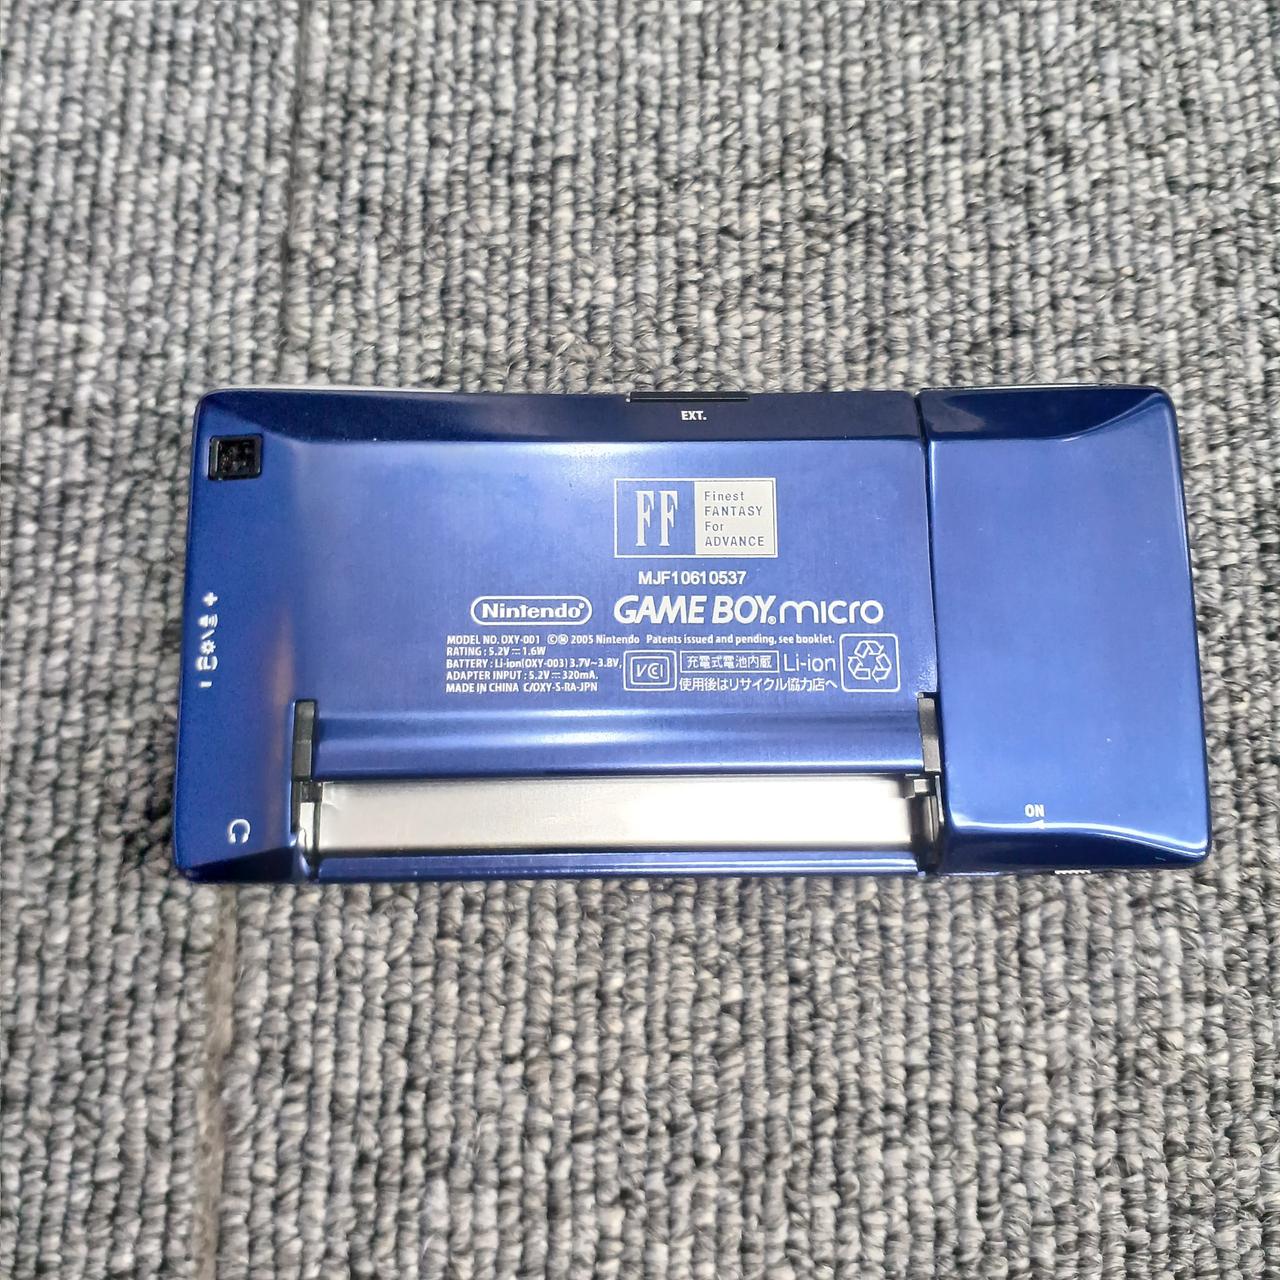 EXT.
FF
Finest
FANTASY
For
ADVANCE
MJF10610537
Nintendo® GAME BOY® micro
MODEL NO. OXY-001 ©Ⓜ 2005 Nintendo Patents issued and pending, see booklet.
RATING : 5.2V⎓1.6W
BATTERY : Li-ion(OXY-003) 3.7V~3.8V,
ADAPTER INPUT : 5.2V⎓320mA.
MADE IN CHINA C/OXY-S-RA-JPN
VCI
充電式電池内蔵 Li-ion
使用後はリサイクル協力店へ
ON